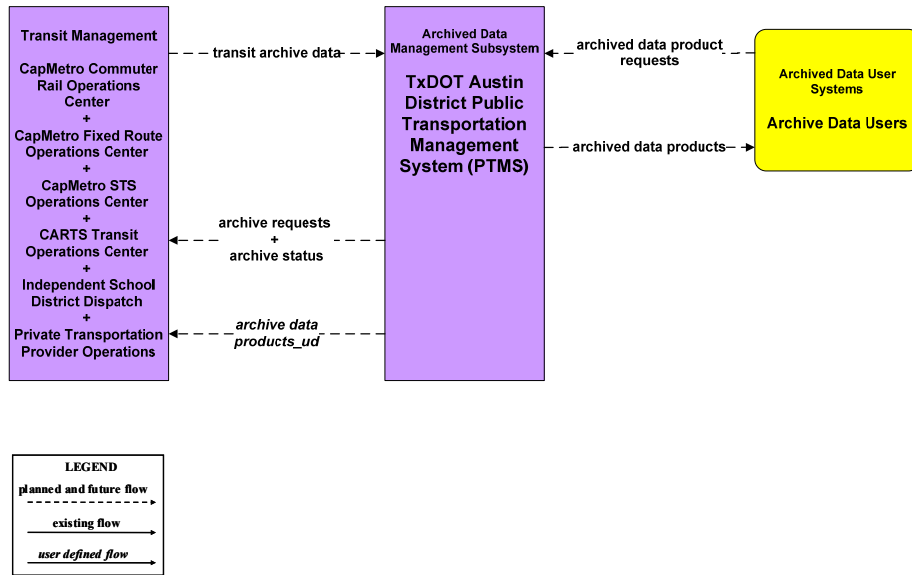 Transit Management
CapMetro Commuter
Rail Operations
Center
+
CapMetro Fixed Route
Operations Center
+
CapMetro STS
Operations Center
+
CARTS Transit
Operations Center
+
Independent School
District Dispatch
+
Private Transportation
Provider Operations
transit archive data
archive requests
+
archive status
archive data
products_ud
Archived Data
Management Subsystem
TxDOT Austin
District Public
Transportation
Management
System (PTMS)
archived data product
requests
archived data products
Archived Data User
Systems
Archive Data Users
LEGEND
planned and future flow
existing flow
user defined flow